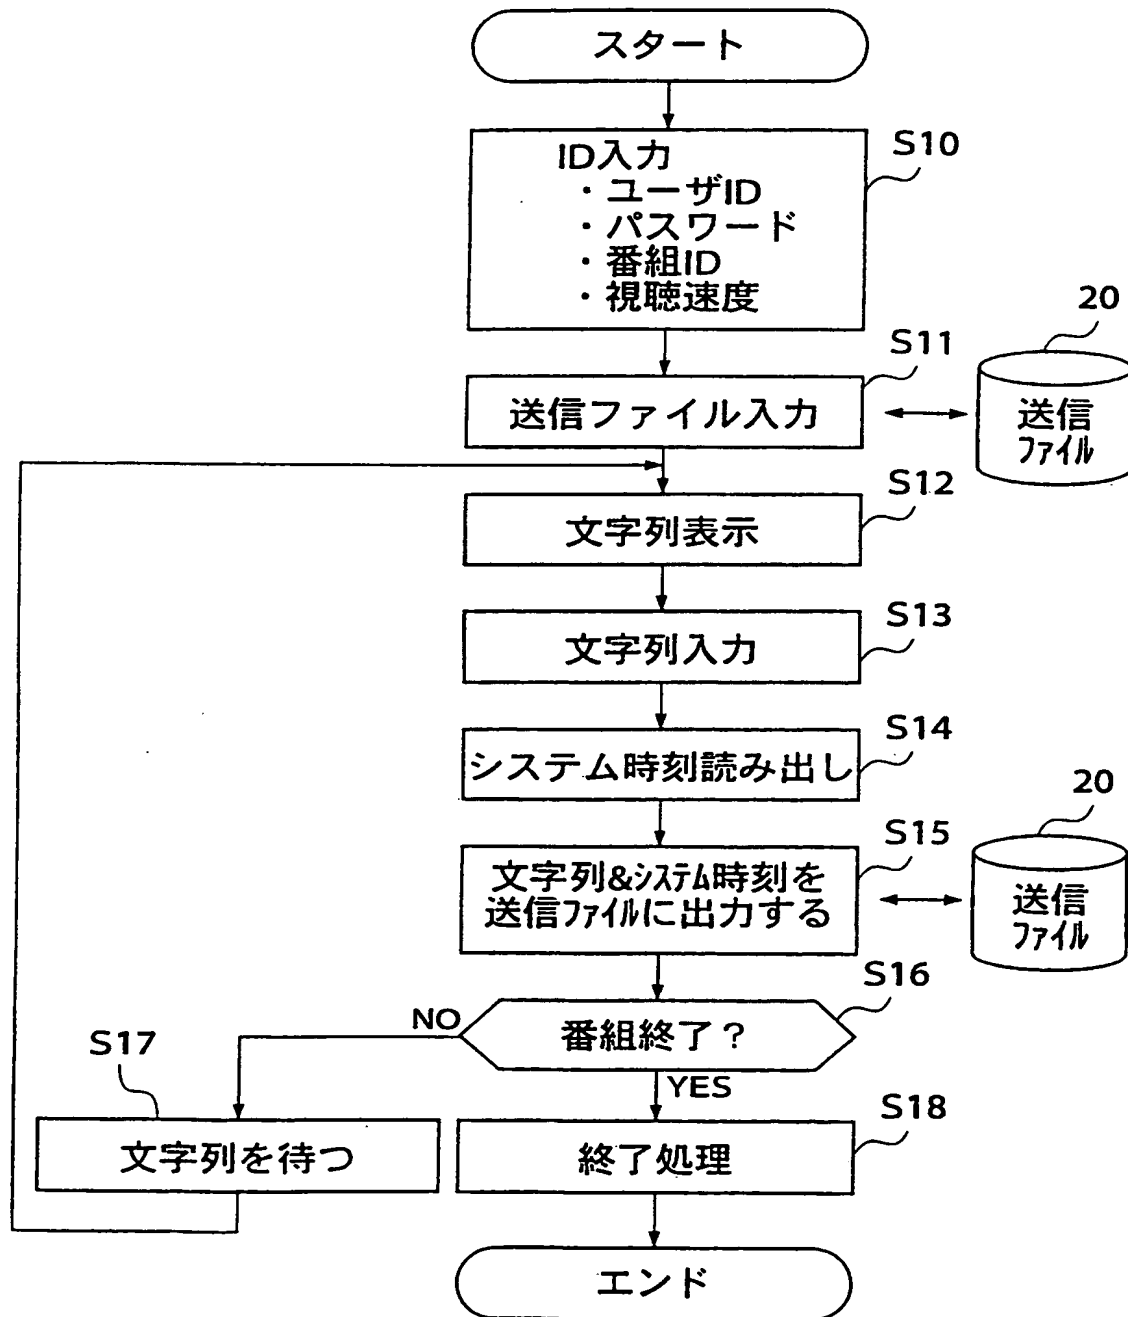 スタート
ID入力
・ユーザID
・パスワード
・番組ID
・視聴速度
S10
S11
20
送信ファイル入力
送信
ファイル
S12
文字列表示
S13
文字列入力
S14
システム時刻読み出し
20
S15
文字列&システム時刻を
送信ファイルに出力する
送信
ファイル
S16
NO
番組終了?
S17
YES
S18
文字列を待つ
終了処理
エンド